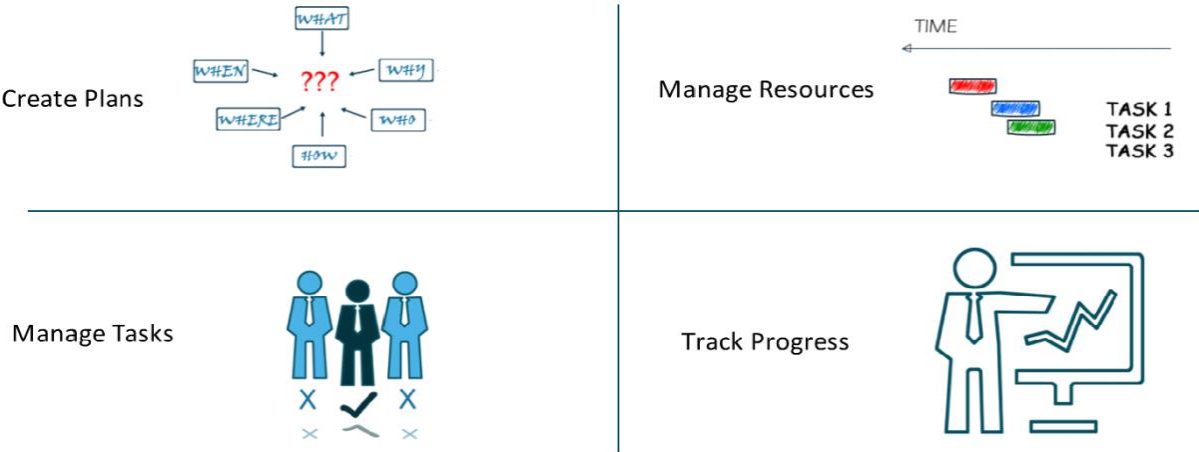 Create Plans
WHAT
WHEN
???
WHY
WHERE
WHO
HOW
Manage Resources
TIME
TASK 1
TASK 2
TASK 3
Manage Tasks
X
X
Track Progress